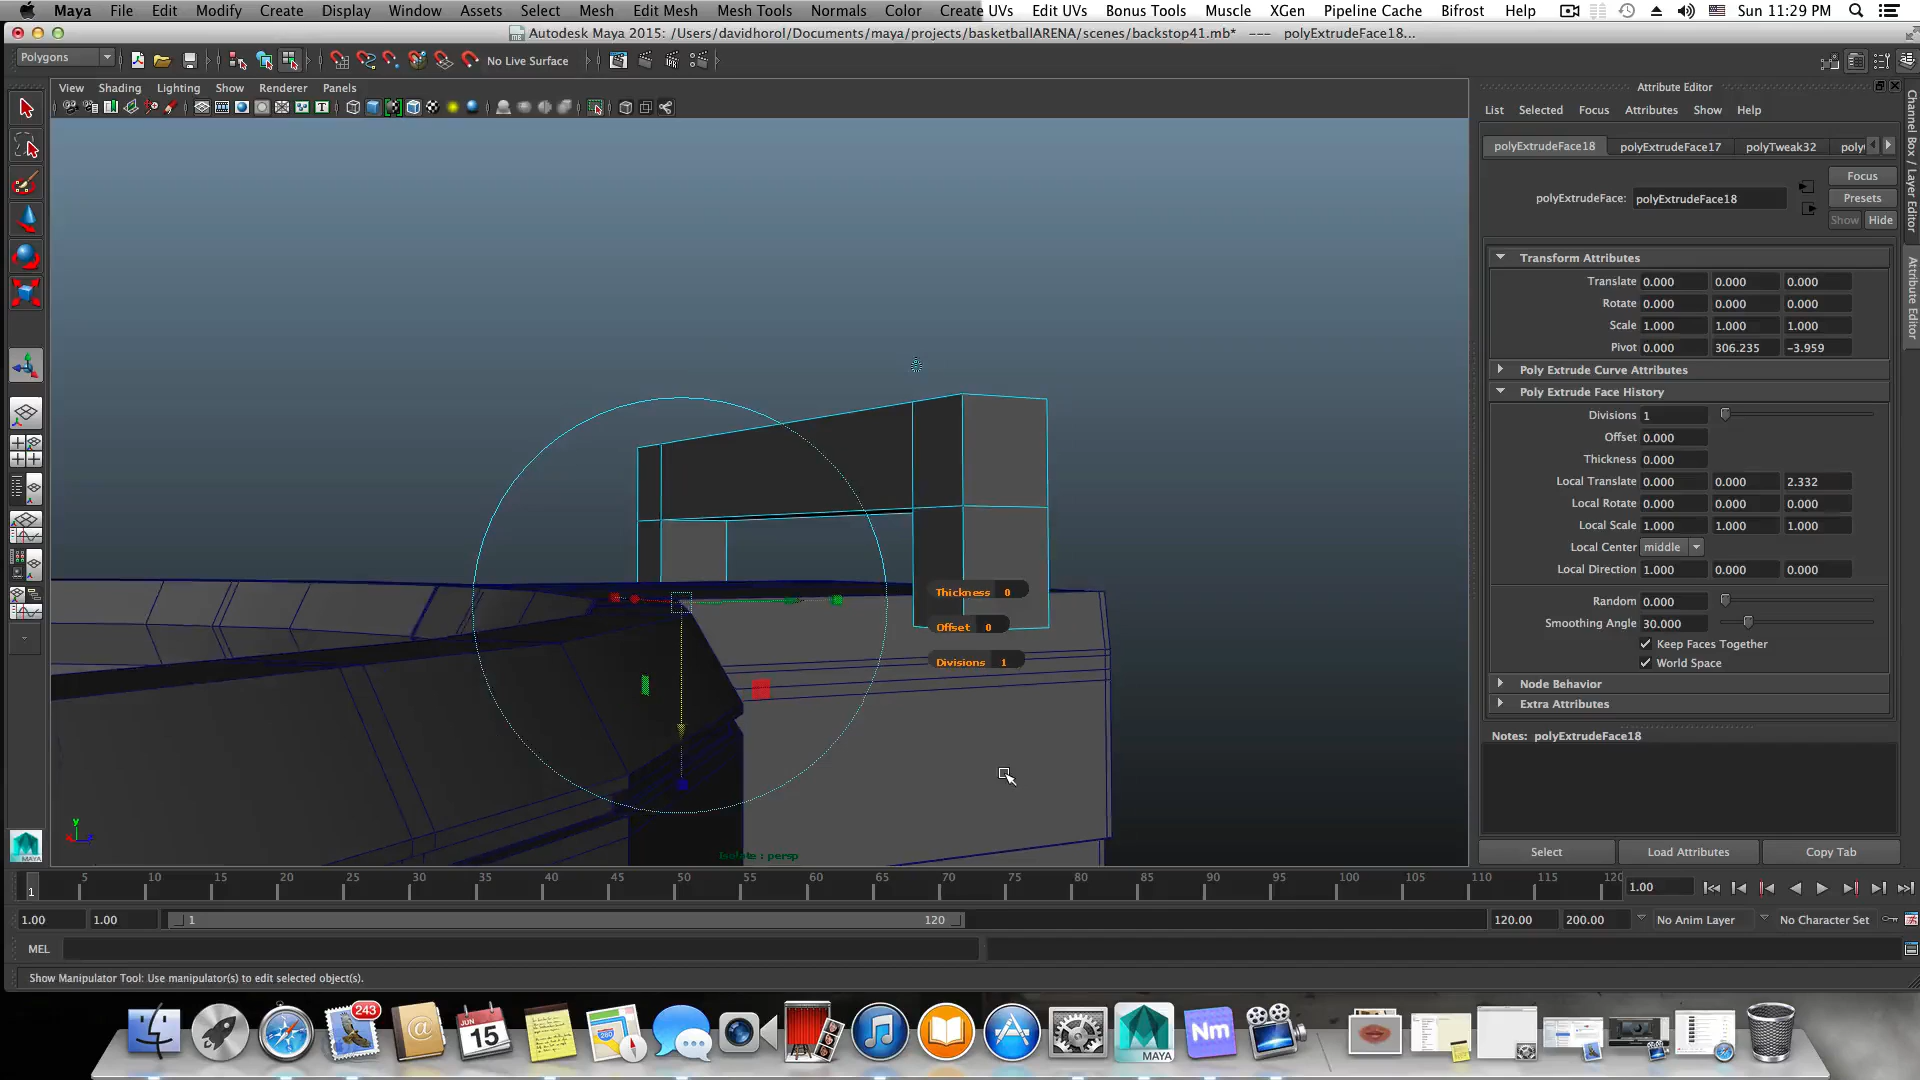 Maya File Edit Modify Create Display Window Assets Select Mesh Edit Mesh Mesh Tools Normals Color Create UVs Edit UVs Bonus Tools Muscle XGen Pipeline Cache Bifrost Help Sun 11:29 PM
Autodesk Maya 2015: /Users/davidhorol/Documents/maya/projects/basketballARENA/scenes/backstop41.mb* --- polyExtrudeFace18...
Polygons No Live Surface
View Shading Lighting Show Renderer Panels
Attribute Editor
List Selected Focus Attributes Show Help
polyExtrudeFace18 polyExtrudeFace17 polyTweak32
Focus
polyExtrudeFace: polyExtrudeFace18 Presets
Show Hide
Transform Attributes
Translate 0.000 0.000 0.000
Rotate 0.000 0.000 0.000
Scale 1.000 1.000 1.000
Pivot 0.000 306.235 -3.959
Poly Extrude Curve Attributes
Poly Extrude Face History
Divisions 1
Offset 0.000
Thickness 0.000
Local Translate 0.000 0.000 2.332
Local Rotate 0.000 0.000 0.000
Local Scale 1.000 1.000 1.000
Local Center middle
Local Direction 1.000 0.000 0.000
Random 0.000
Smoothing Angle 30.000
Keep Faces Together
World Space
Node Behavior
Extra Attributes
Notes: polyExtrudeFace18
Select Load Attributes Copy Tab
Channel Box / Layer Editor
Attribute Editor
Thickness 0
Offset 0
Divisions 1
y
Isolate : persp
MAYA
1 5 10 15 20 25 30 35 40 45 50 55 60 65 70 75 80 85 90 95 100 105 110 115 120 1.00
1.00 1.00 1 120 120.00 200.00 No Anim Layer No Character Set
MEL
Show Manipulator Tool: Use manipulator(s) to edit selected object(s).
243
JUN
15
280
MAYA
Nm